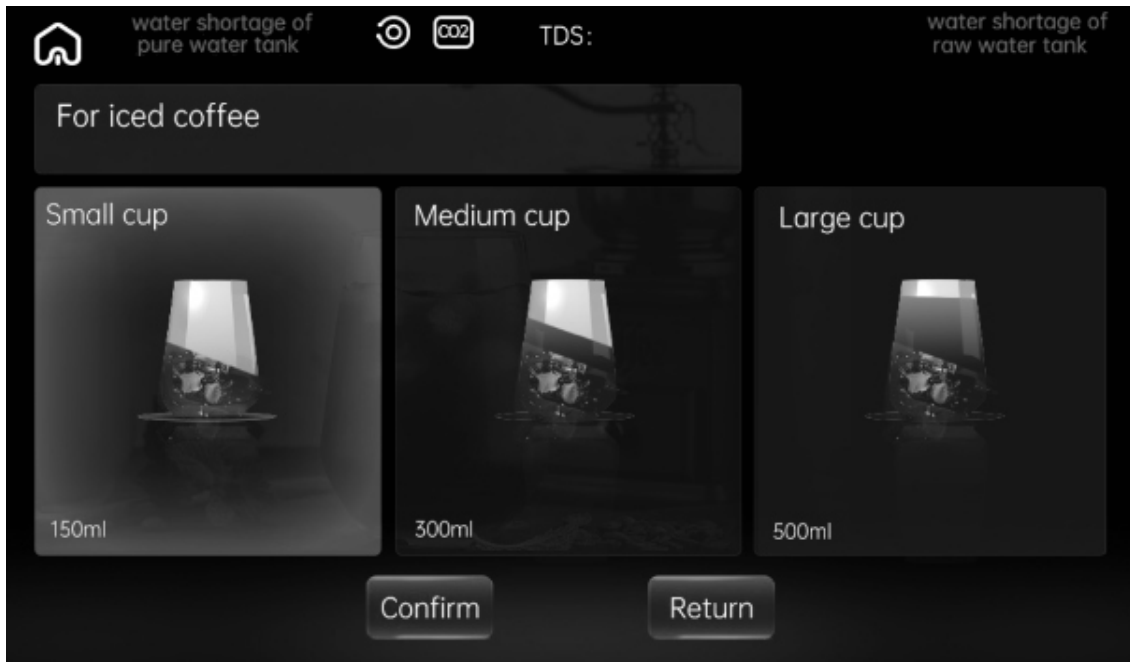 water shortage of
pure water tank
CO2
TDS:
water shortage of
raw water tank
For iced coffee
Small cup
Medium cup
Large cup
150ml
300ml
500ml
Confirm
Return